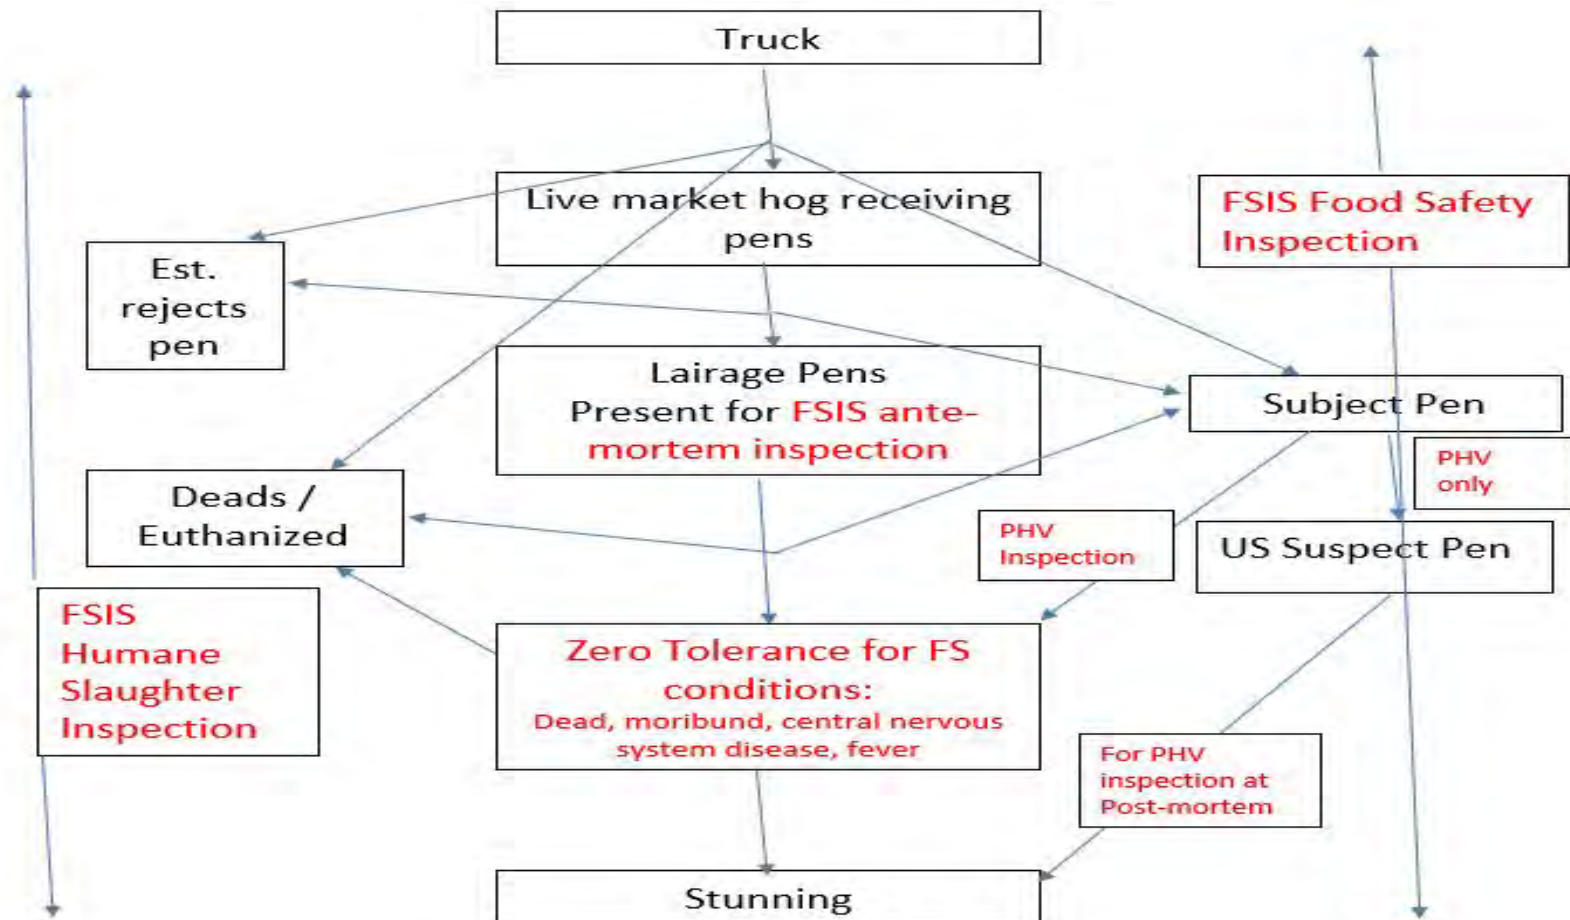 Truck
Live market hog receiving
pens
FSIS Food Safety
Inspection
Est.
rejects
pen
Lairage Pens
Present for FSIS ante-
mortem inspection
Subject Pen
PHV
only
Deads /
Euthanized
PHV
Inspection
US Suspect Pen
FSIS
Humane
Slaughter
Inspection
Zero Tolerance for FS
conditions:
Dead, moribund, central nervous
system disease, fever
For PHV
inspection at
Post-mortem
Stunning